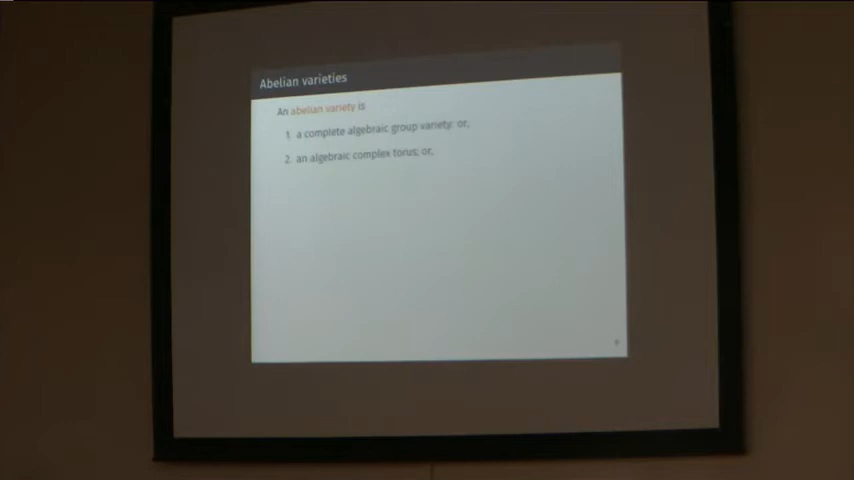 Abelian varieties
An abelian variety is
1. a complete algebraic group variety; or,
2. an algebraic complex torus; or,